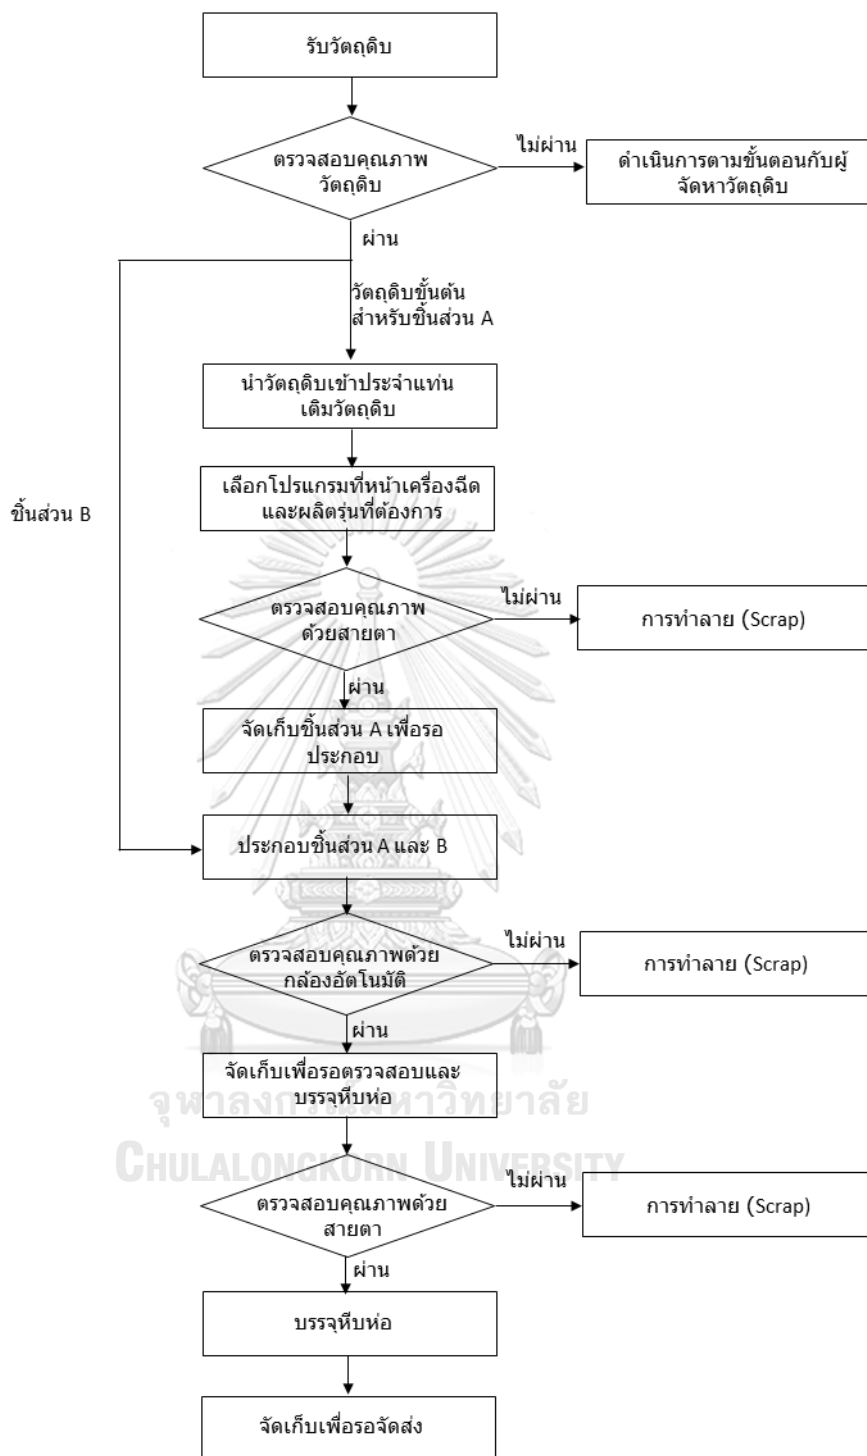 รับวัตถุดิบ
ตรวจสอบคุณภาพ
วัตถุดิบ
ไม่ผ่าน
ดำเนินการตามขั้นตอนกับผู้
จัดหาวัตถุดิบ
ผ่าน
วัตถุดิบขั้นต้น
สำหรับชิ้นส่วน A
นำวัตถุดิบเข้าประจำแท่น
เติมวัตถุดิบ
เลือกโปรแกรมที่หน้าเครื่องฉีด
และผลิตรุ่นที่ต้องการ
ชิ้นส่วน B
ตรวจสอบคุณภาพ
ด้วยสายตา
ไม่ผ่าน
การทำลาย (Scrap)
ผ่าน
จัดเก็บชิ้นส่วน A เพื่อรอ
ประกอบ
ประกอบชิ้นส่วน A และ B
ตรวจสอบคุณภาพด้วย
กล้องอัตโนมัติ
ไม่ผ่าน
การทำลาย (Scrap)
ผ่าน
จัดเก็บเพื่อรอตรวจสอบและ
บรรจุหีบห่อ
จุฬาลงกรณ์มหาวิทยาลัย
CHULALONGKORN UNIVERSITY
ตรวจสอบคุณภาพด้วย
สายตา
ไม่ผ่าน
การทำลาย (Scrap)
ผ่าน
บรรจุหีบห่อ
จัดเก็บเพื่อรอจัดส่ง